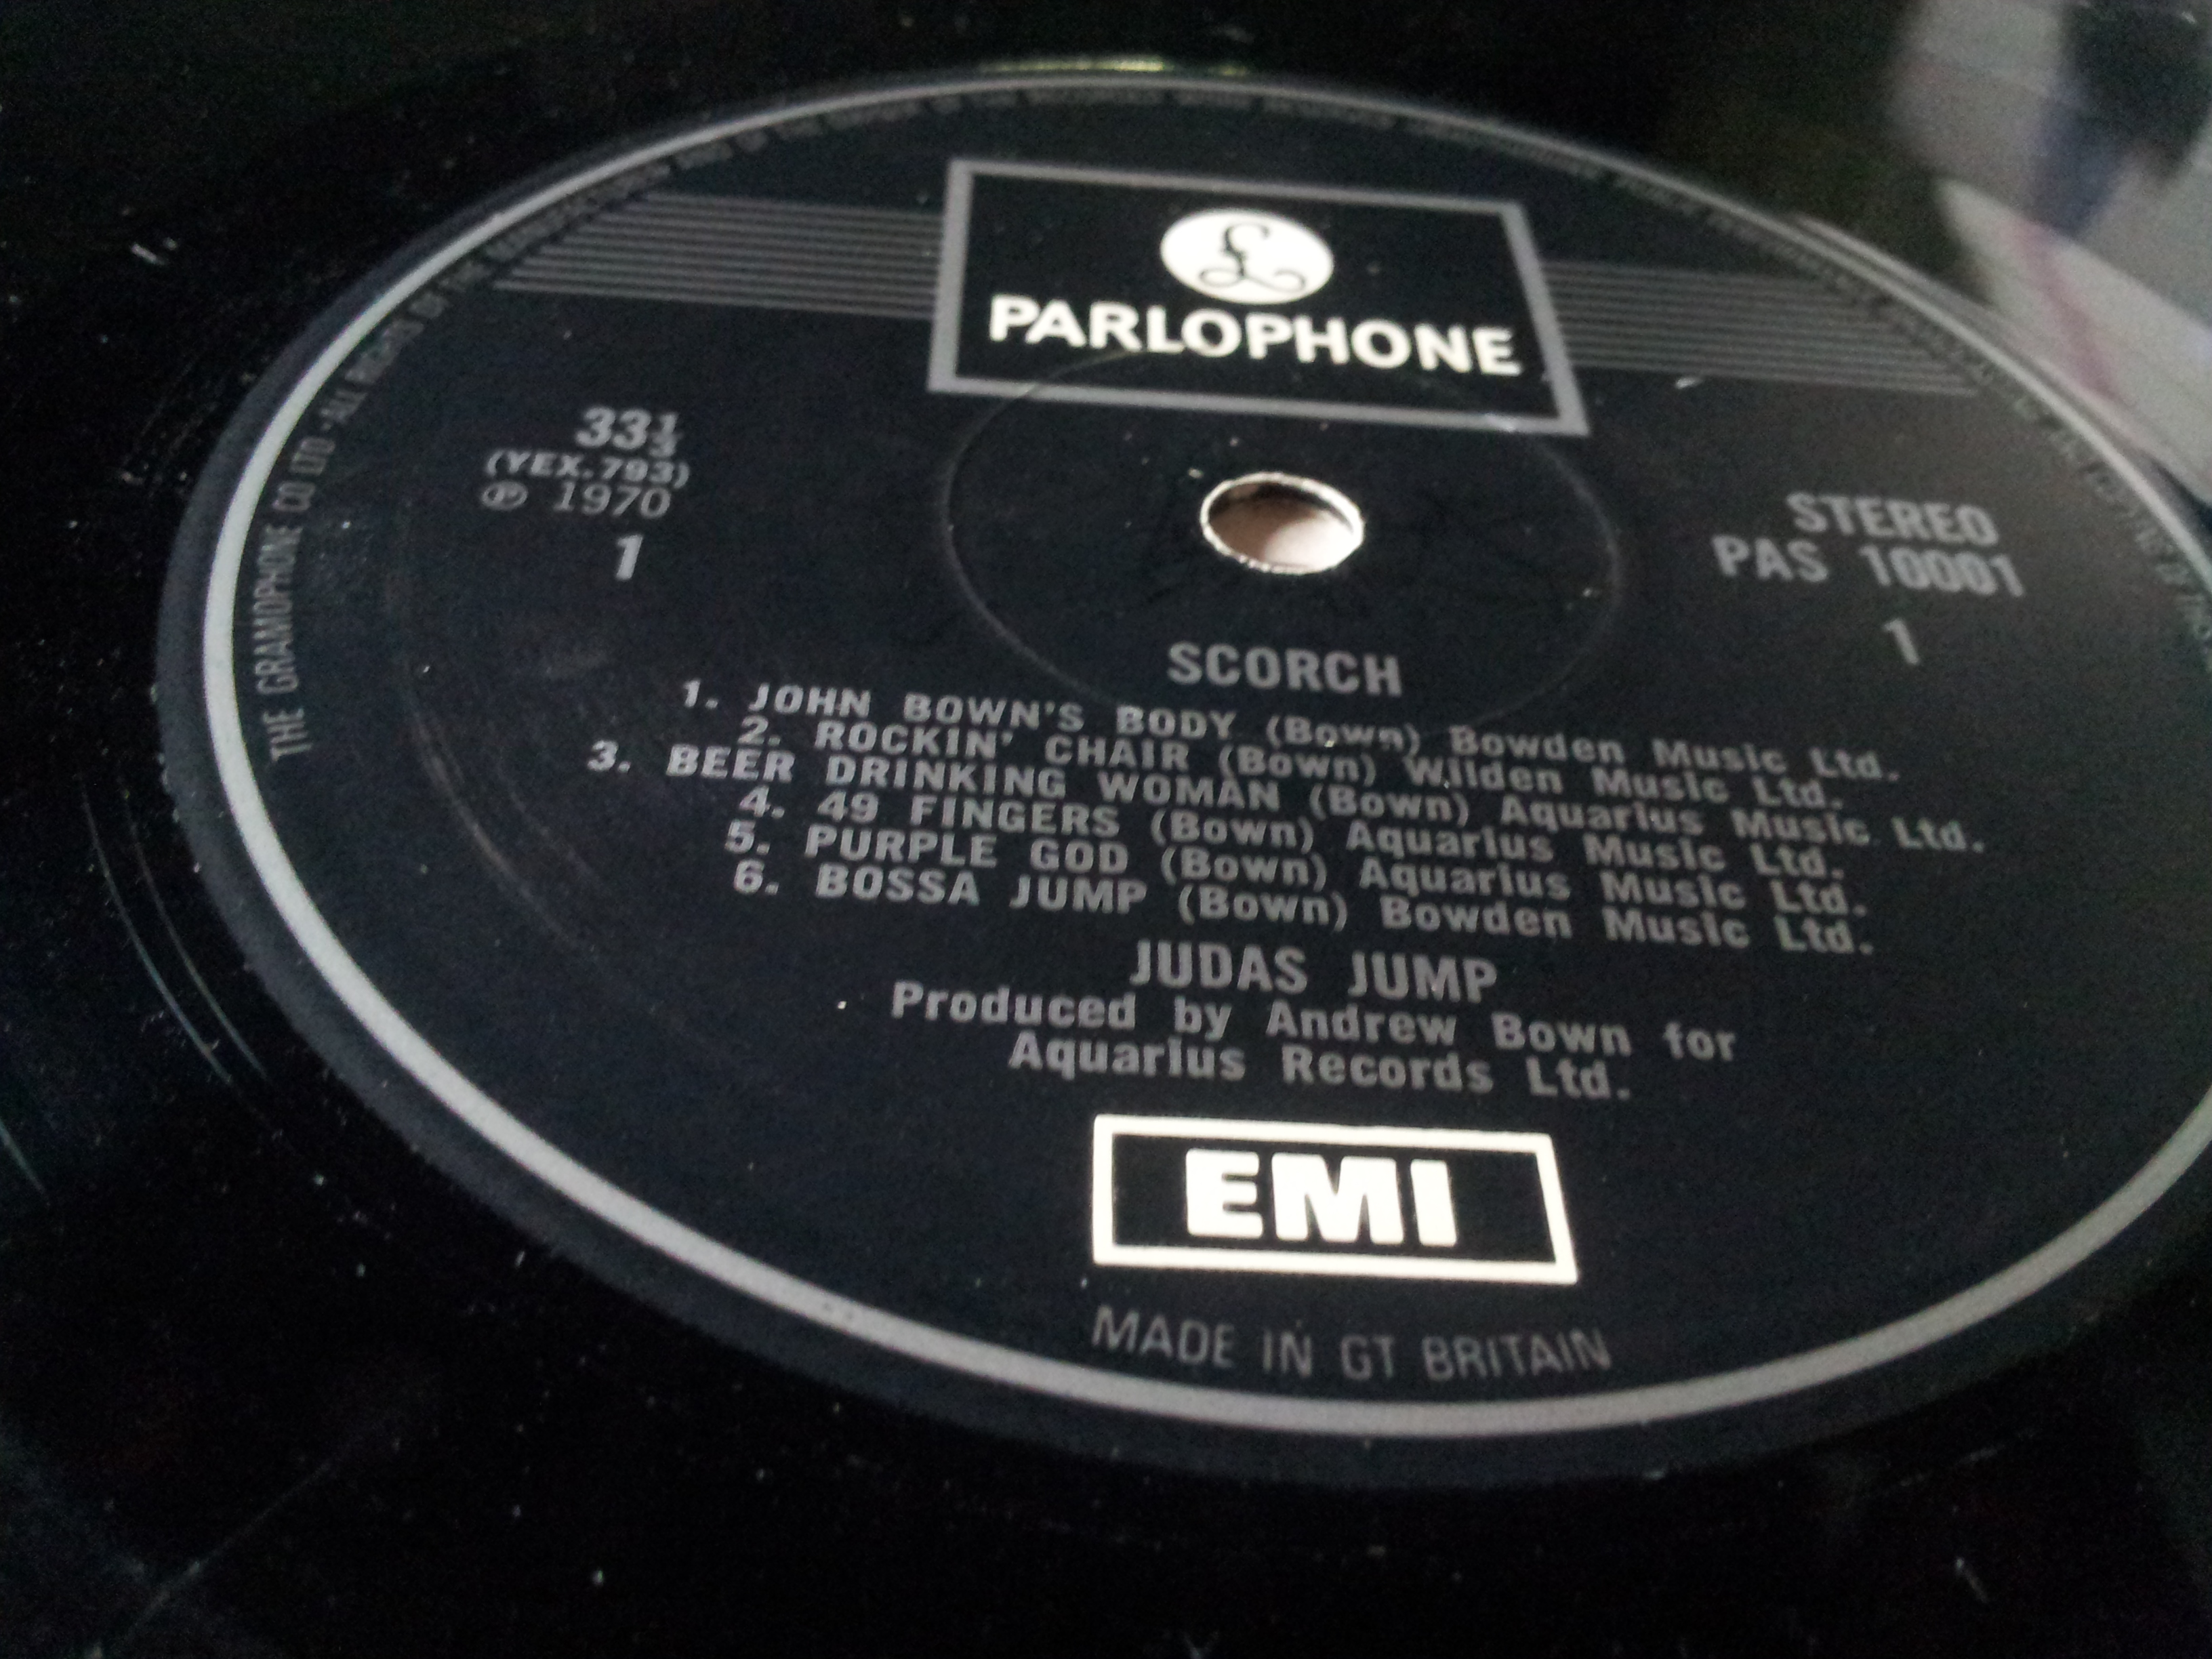 £
PARLOPHONE
33⅓
(YEX.793)
℗ 1970
1
STEREO
PAS 10001
1
SCORCH
1. JOHN BOWN'S BODY (Bown) Bowden Music Ltd.
2. ROCKIN' CHAIR (Bown) Wilden Music Ltd.
3. BEER DRINKING WOMAN (Bown) Aquarius Music Ltd.
4. 49 FINGERS (Bown) Aquarius Music Ltd.
5. PURPLE GOD (Bown) Aquarius Music Ltd.
6. BOSSA JUMP (Bown) Bowden Music Ltd.
JUDAS JUMP
Produced by Andrew Bown for
Aquarius Records Ltd.
EMI
MADE IN GT BRITAIN
THE GRAMOPHONE CO LTD · ALL RIGHTS OF THE